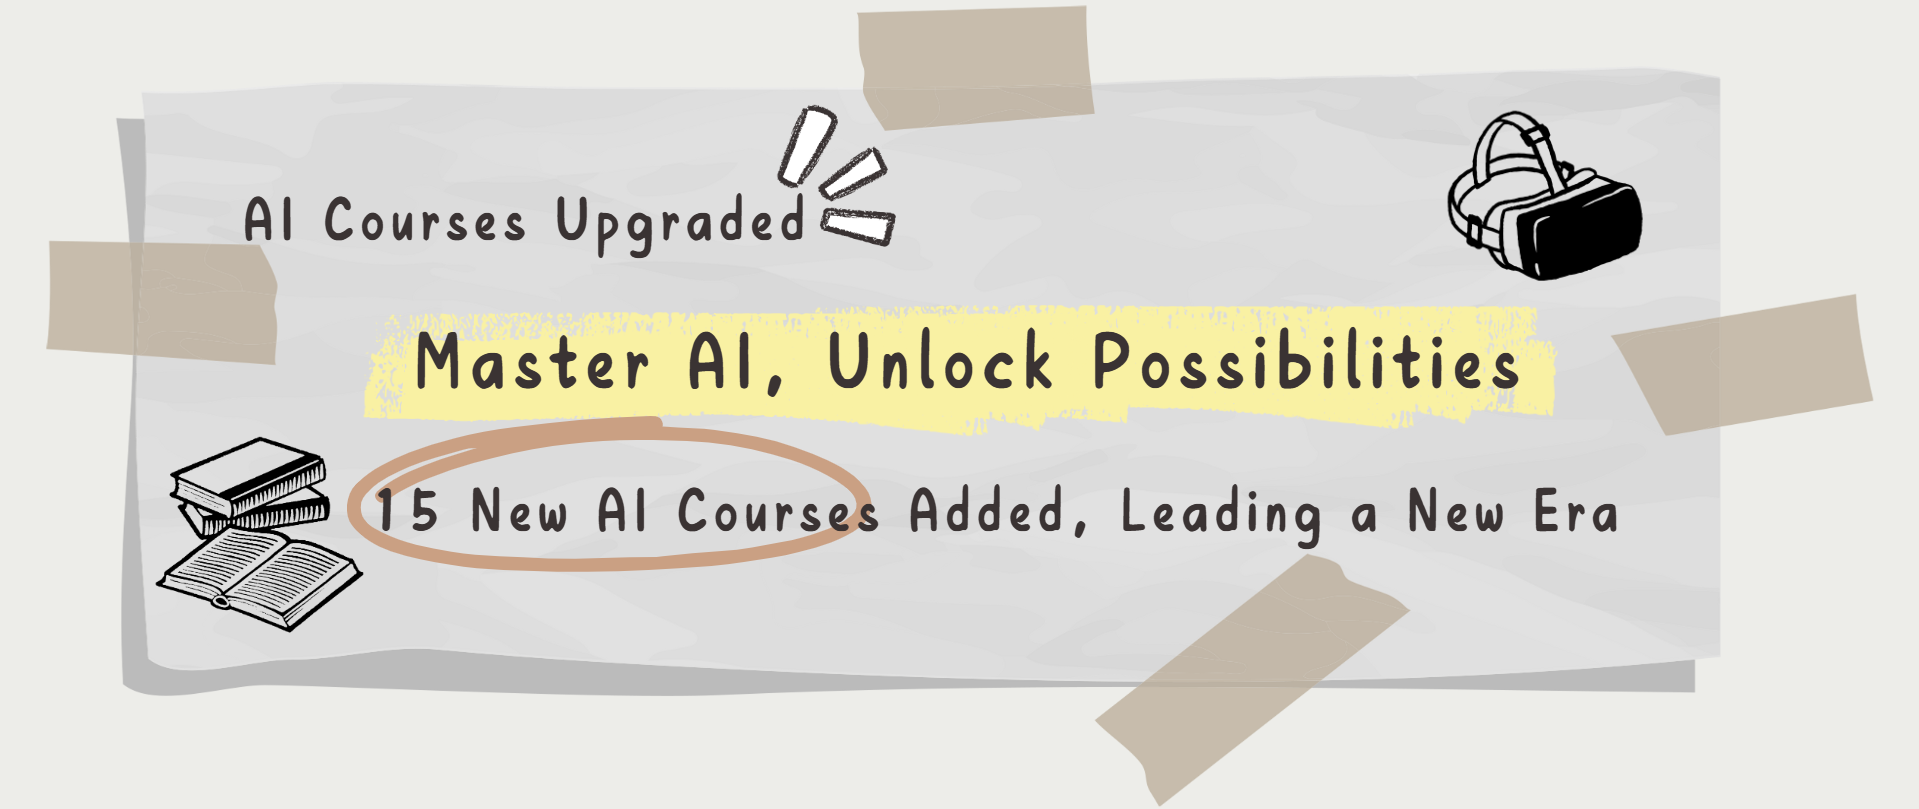 AI Courses Upgraded
Master AI, Unlock Possibilities
15 New AI Courses Added, Leading a New Era